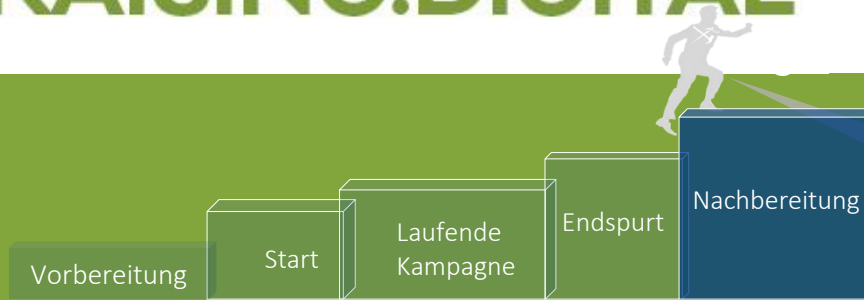 Vorbereitung
Start
Laufende
Kampagne
Endspurt
Nachbereitung